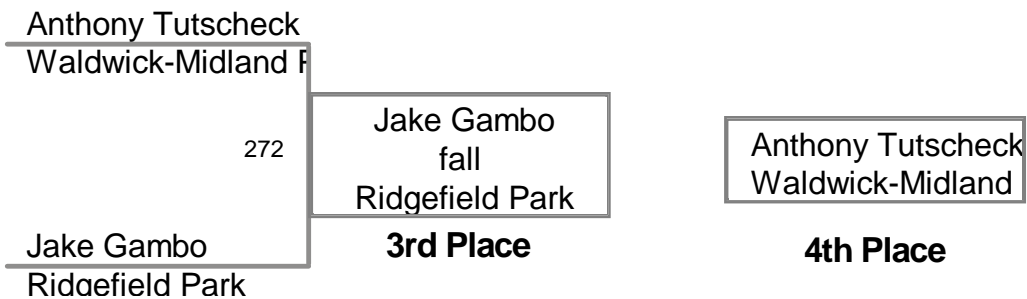 Anthony Tutscheck
Waldwick-Midland
272
Jake Gambo
Ridgefield Park
Jake Gambo
fall
Ridgefield Park
3rd Place
Anthony Tutscheck
Waldwick-Midland
4th Place